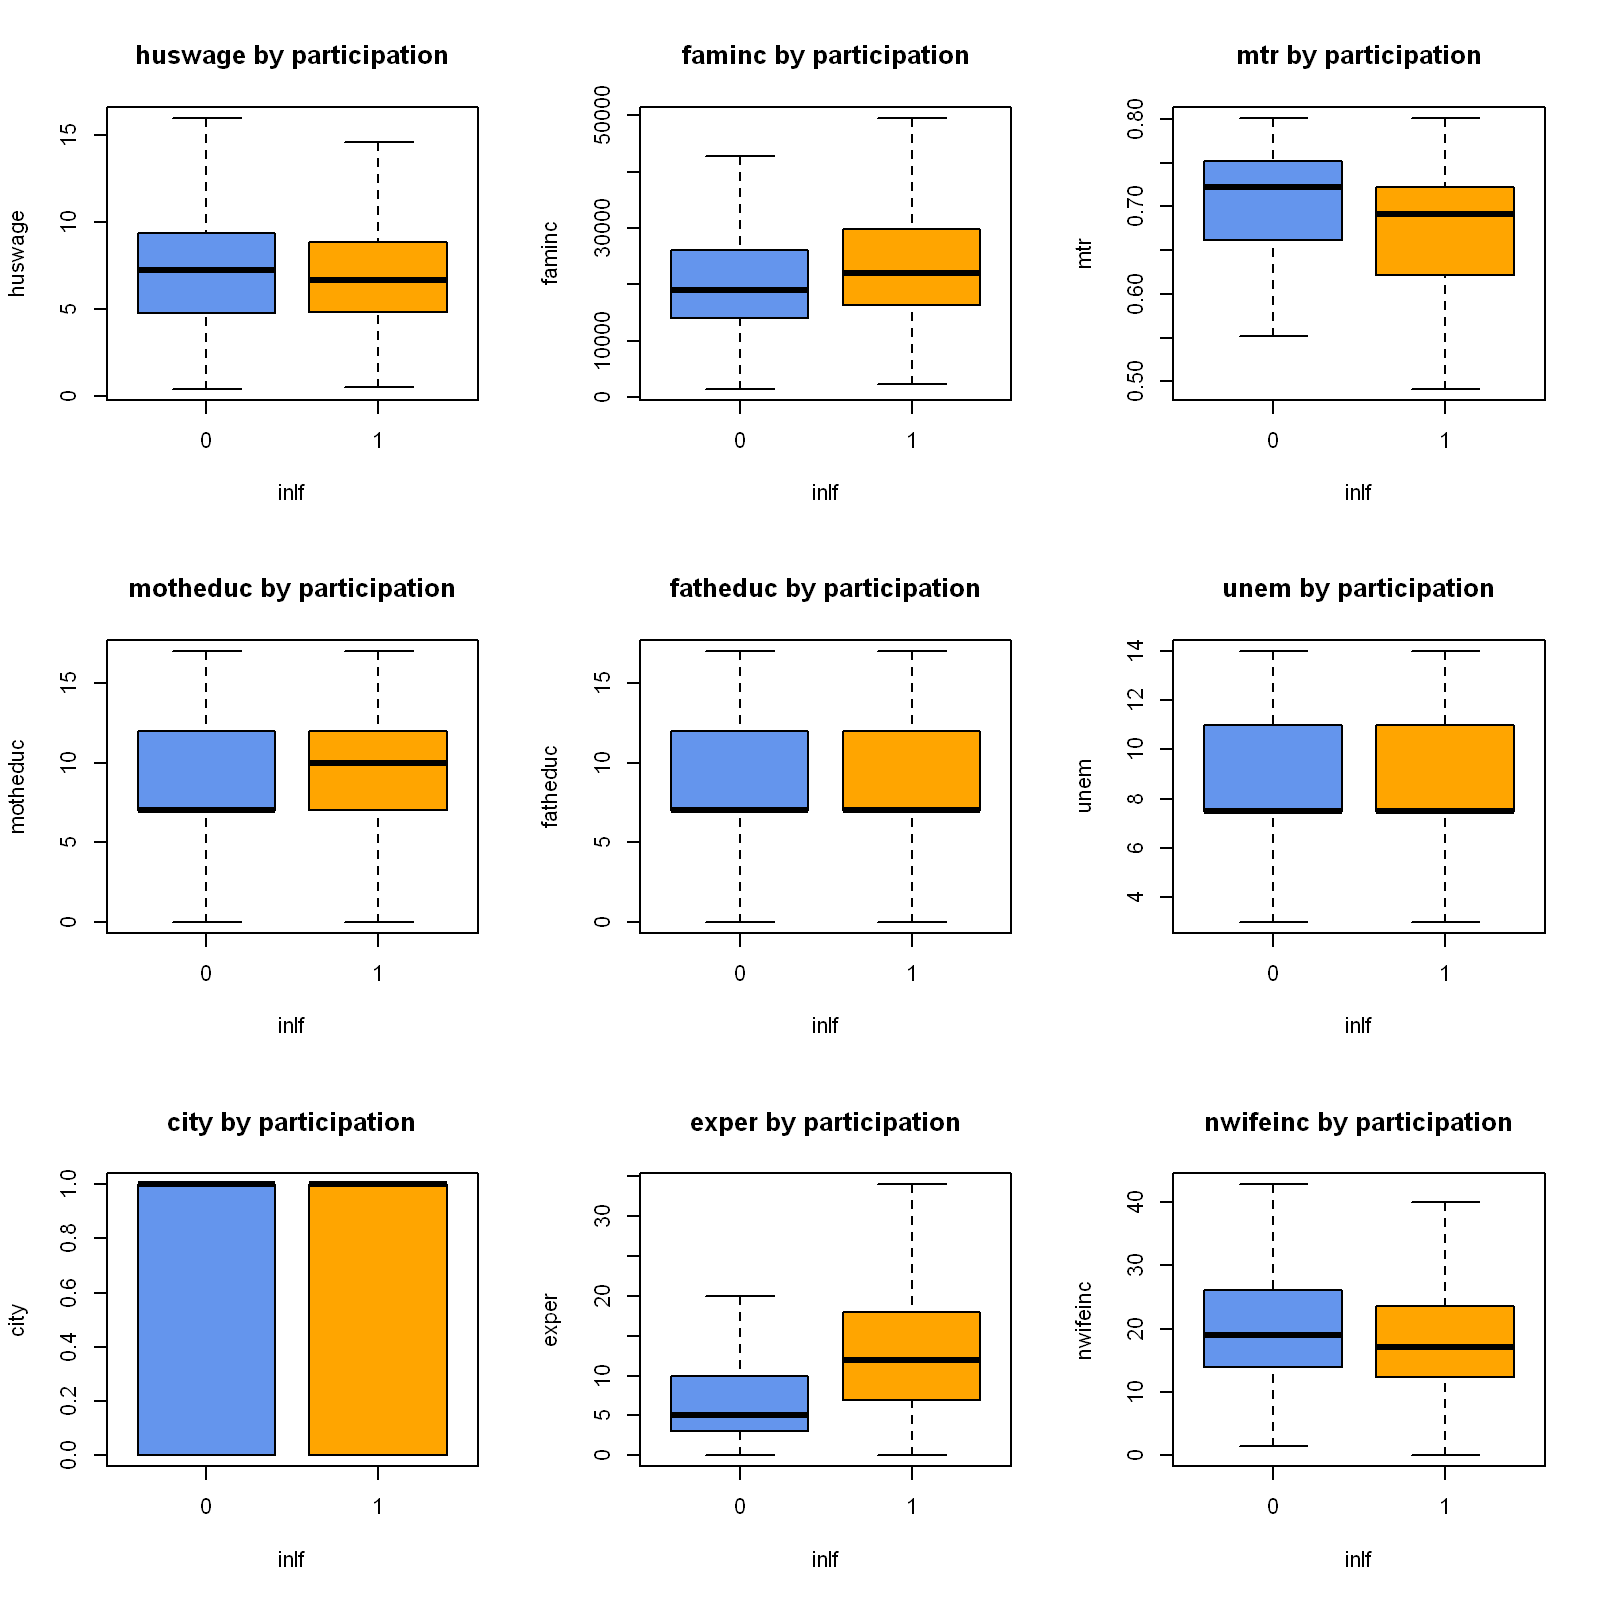 huswage by participation
huswage
0
5
10
15
0
1
inlf
faminc by participation
faminc
0
10000
30000
50000
0
1
inlf
mtr by participation
mtr
0.50
0.60
0.70
0.80
0
1
inlf
motheduc by participation
motheduc
0
5
10
15
0
1
inlf
fatheduc by participation
fatheduc
0
5
10
15
0
1
inlf
unem by participation
unem
4
6
8
10
12
14
0
1
inlf
city by participation
city
0.0
0.2
0.4
0.6
0.8
1.0
0
1
inlf
exper by participation
exper
0
5
10
20
30
0
1
inlf
nwifeinc by participation
nwifeinc
0
10
20
30
40
0
1
inlf